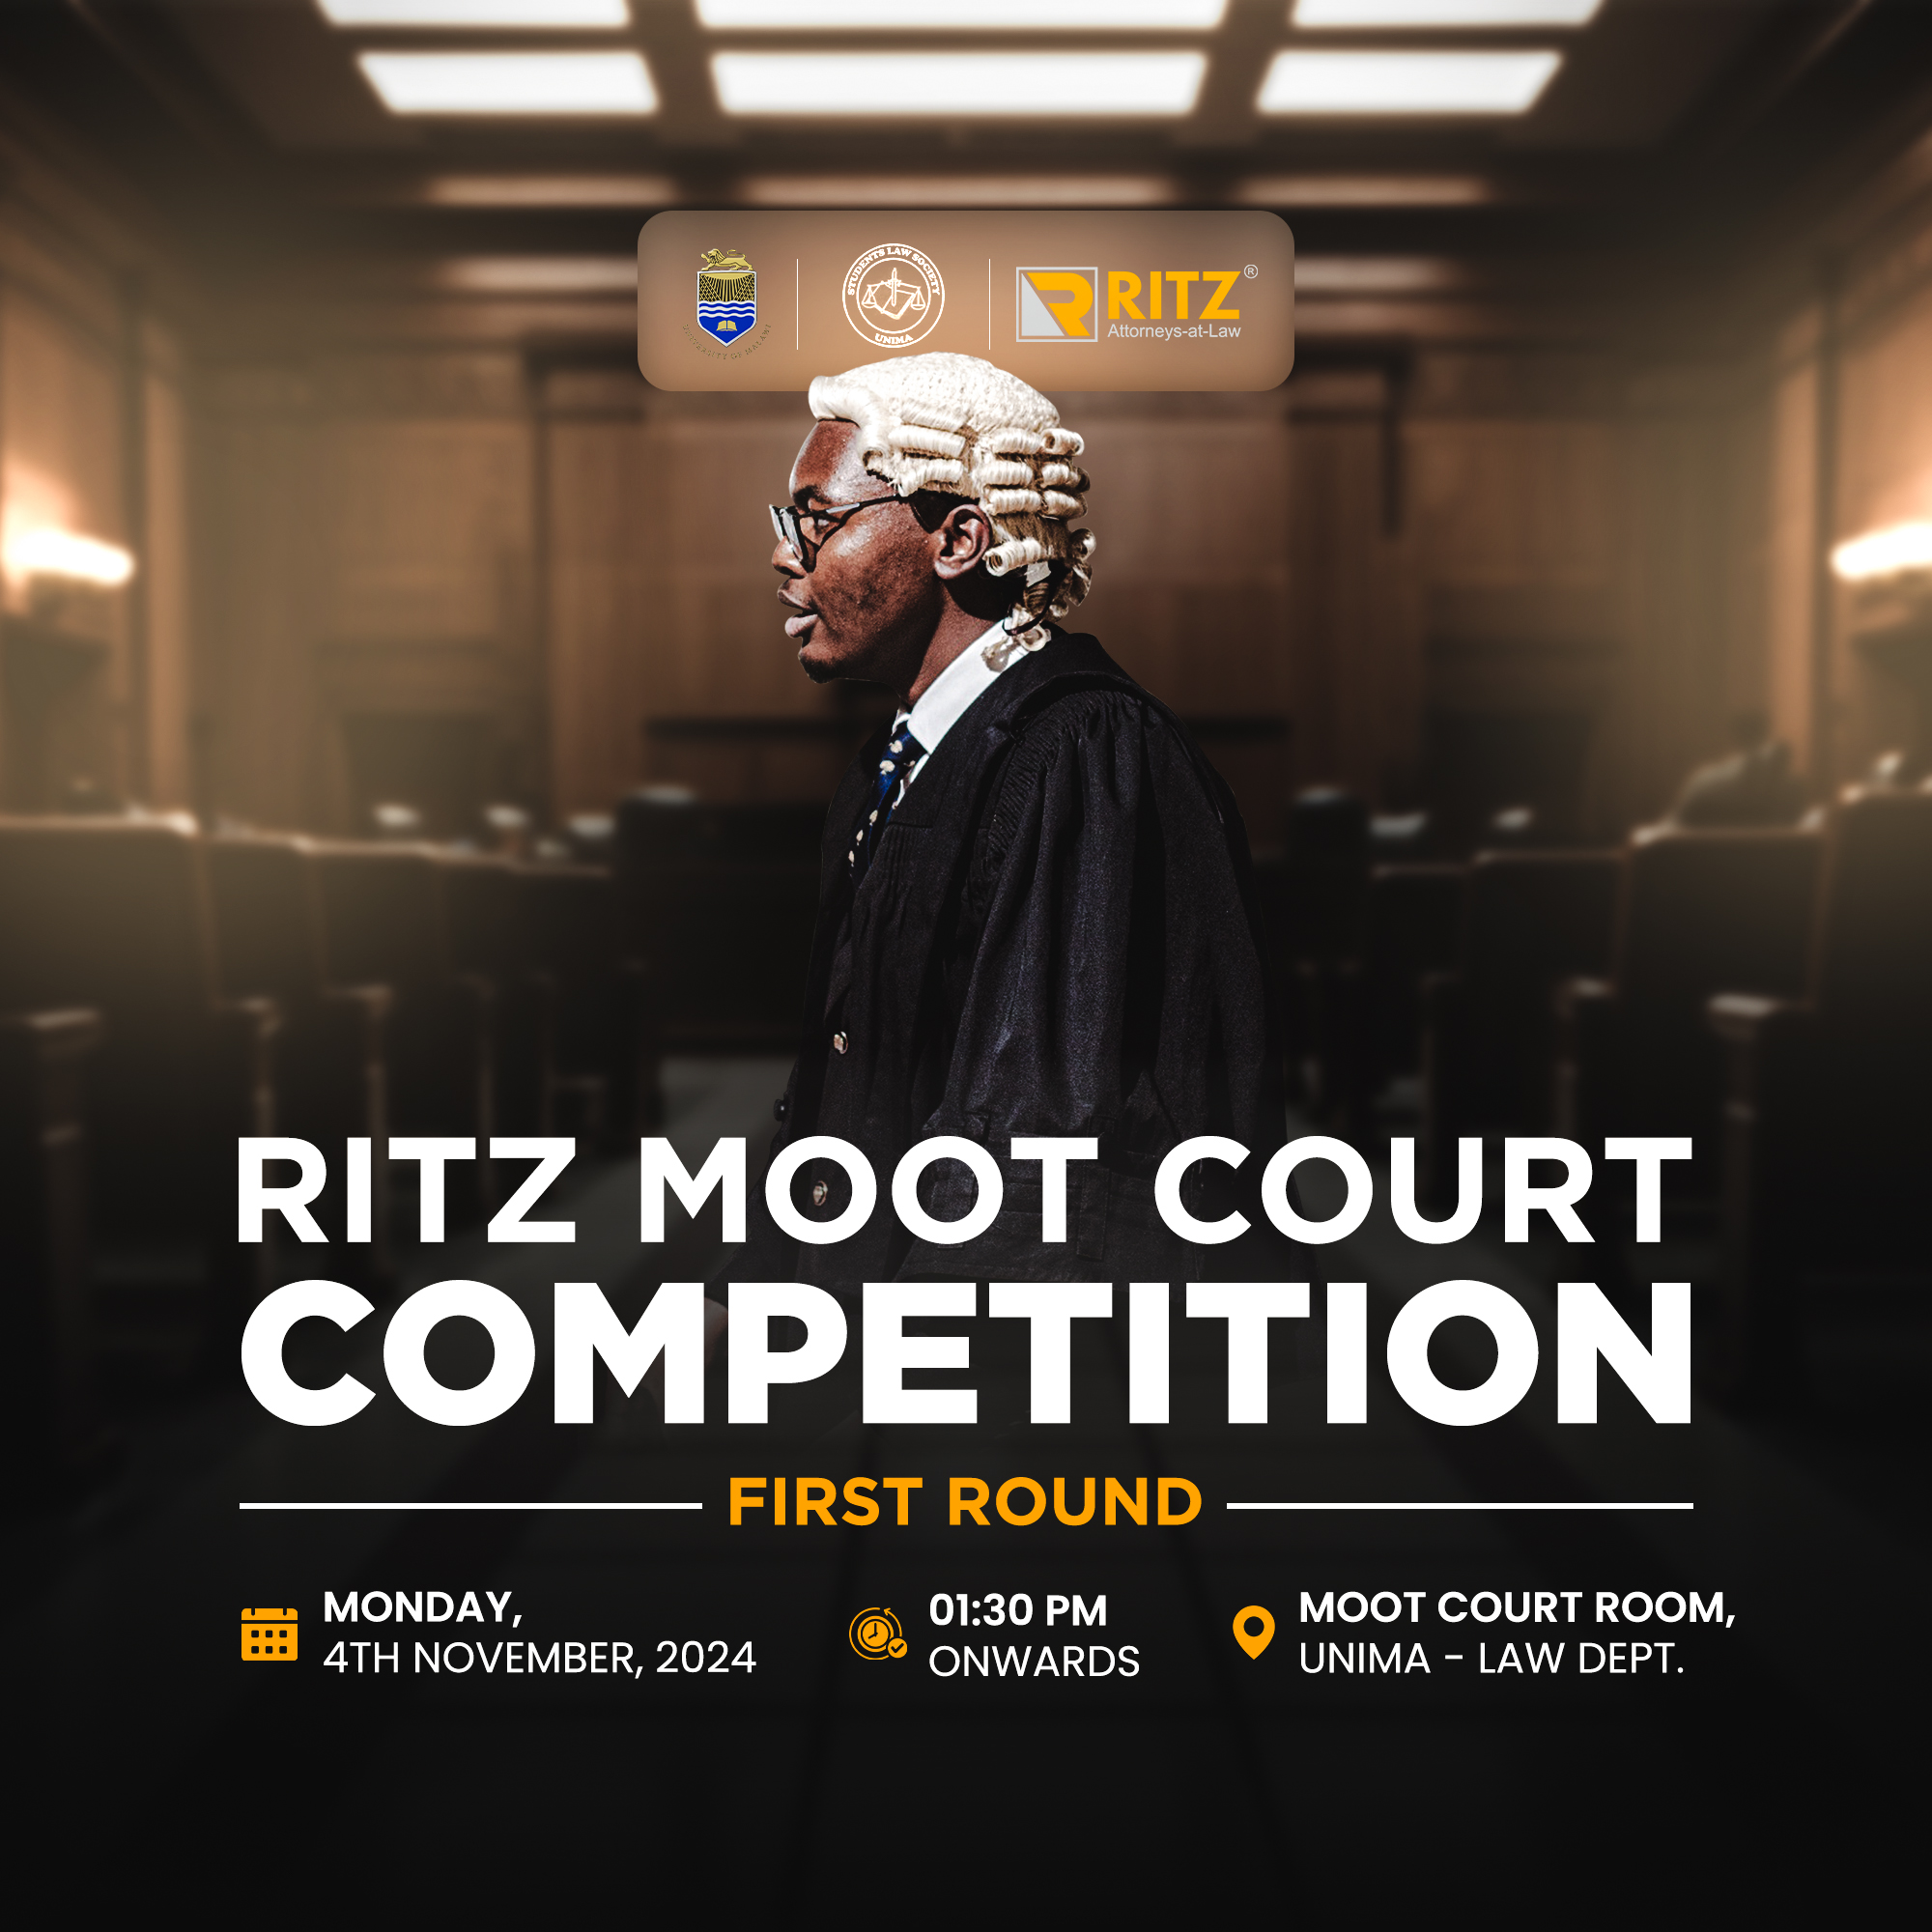 UNIVERSITY OF MALAWI
STUDENTS LAW SOCIETY
UNIMA
RITZ®
Attorneys-at-Law
RITZ MOOT COURT
COMPETITION
FIRST ROUND
MONDAY,
4TH NOVEMBER, 2024
01:30 PM
ONWARDS
MOOT COURT ROOM,
UNIMA - LAW DEPT.